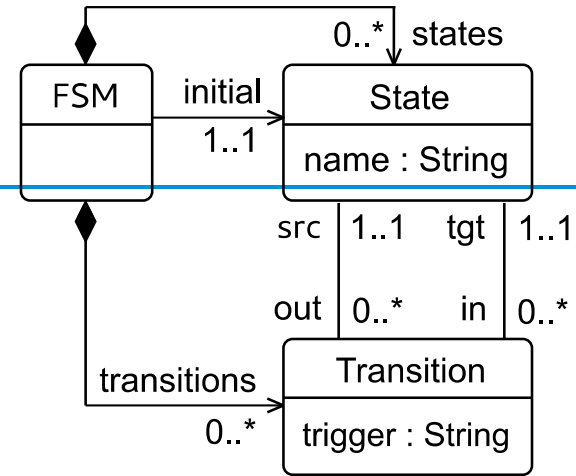 0..* states
FSM
initial
State
1..1
name : String
src 1..1 tgt 1..1
out 0..* in 0..*
transitions
Transition
0..*
trigger : String